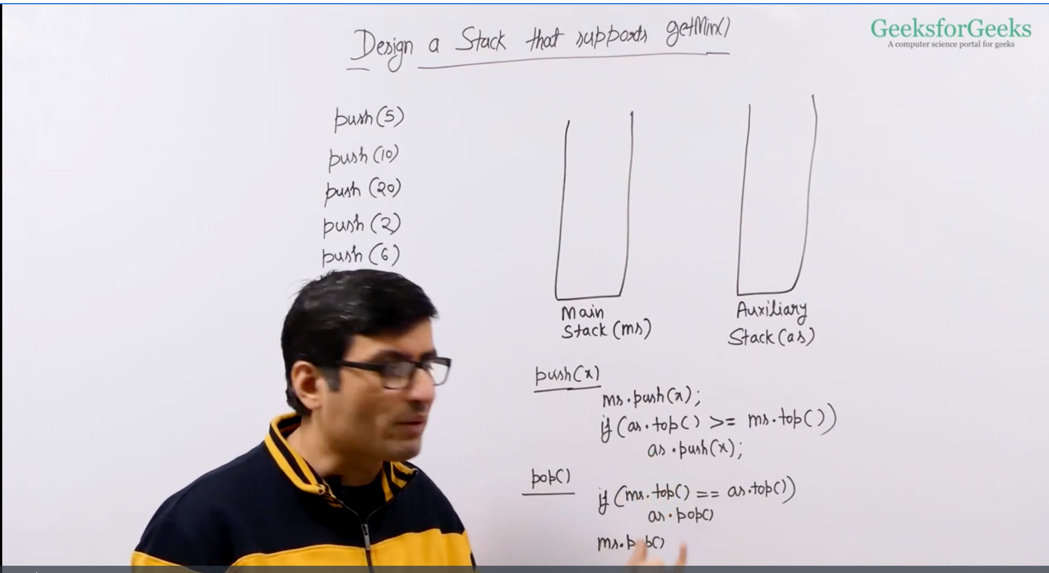 Design a Stack that supports getMin()
GeeksforGeeks
A computer science portal for geeks
push(5)
push(10)
push(20)
push(2)
push(6)
Main
Stack(ms)
Auxiliary
Stack(as)
push(x)
ms.push(x);
if(as.top() >= ms.top())
as.push(x);
pop()
if(ms.top() == as.top())
as.pop()
ms.pop()